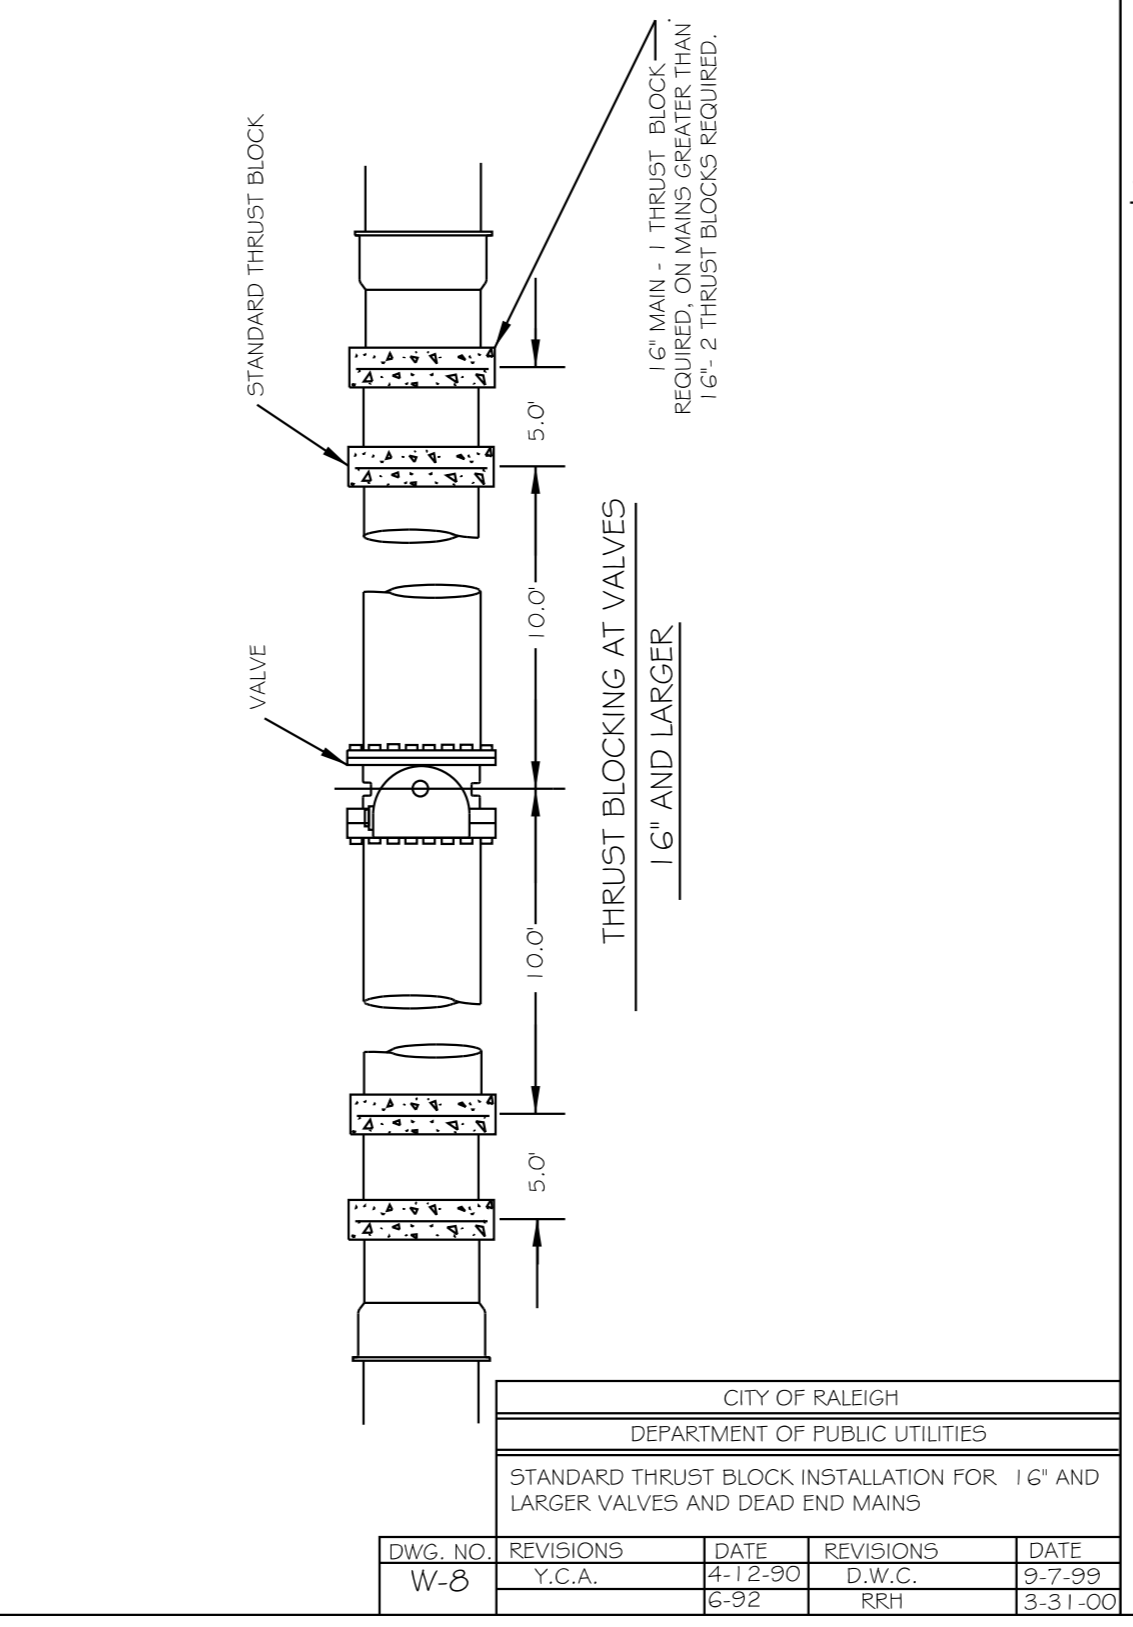 STANDARD THRUST BLOCK
16" MAIN - 1 THRUST BLOCK
REQUIRED, ON MAINS GREATER THAN
16"- 2 THRUST BLOCKS REQUIRED.
5.0'
10.0'
VALVE
THRUST BLOCKING AT VALVES
16" AND LARGER
10.0'
5.0'
CITY OF RALEIGH
DEPARTMENT OF PUBLIC UTILITIES
STANDARD THRUST BLOCK INSTALLATION FOR 16" AND
LARGER VALVES AND DEAD END MAINS
DWG. NO. REVISIONS DATE REVISIONS DATE
W-8 Y.C.A. 4-12-90 D.W.C. 9-7-99
6-92 RRH 3-31-00